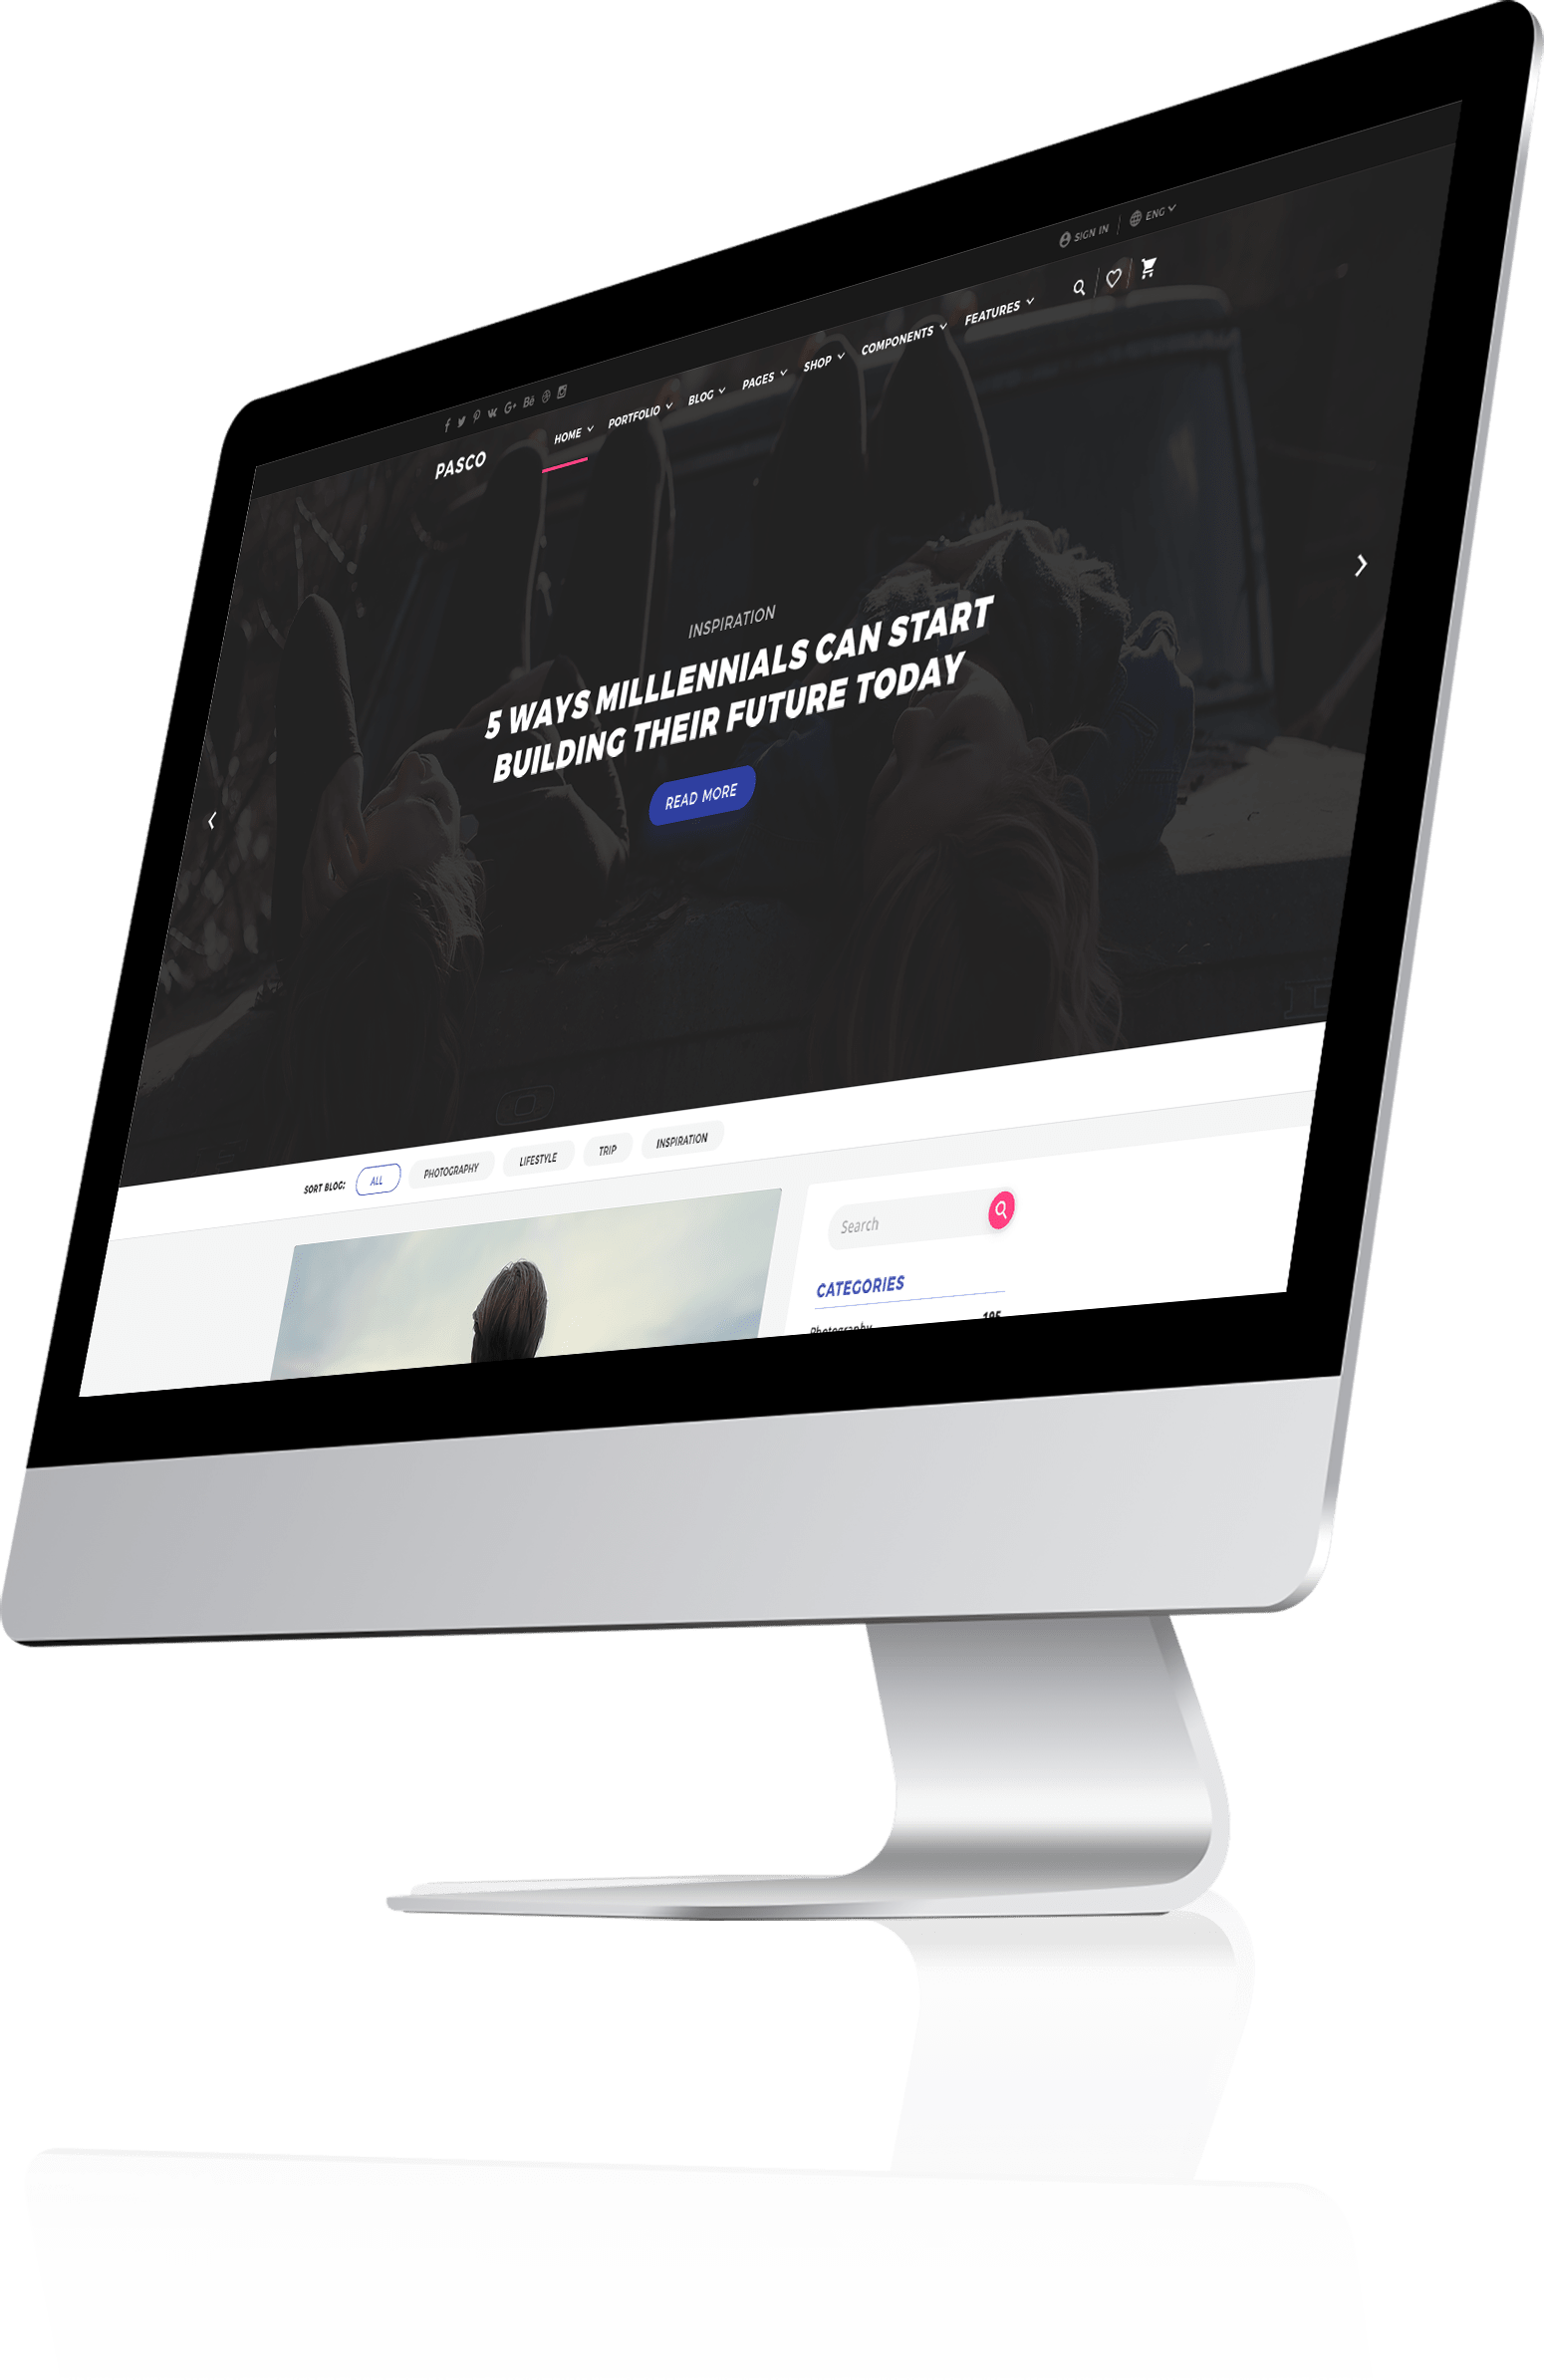 SIGN IN
ENG
PASCO
HOME
PORTFOLIO
BLOG
PAGES
SHOP
COMPONENTS
FEATURES
INSPIRATION
5 WAYS MILLLENNIALS CAN START
BUILDING THEIR FUTURE TODAY
READ MORE
SORT BLOG:
ALL
PHOTOGRAPHY
LIFESTYLE
TRIP
INSPIRATION
Search
CATEGORIES
Photography
195